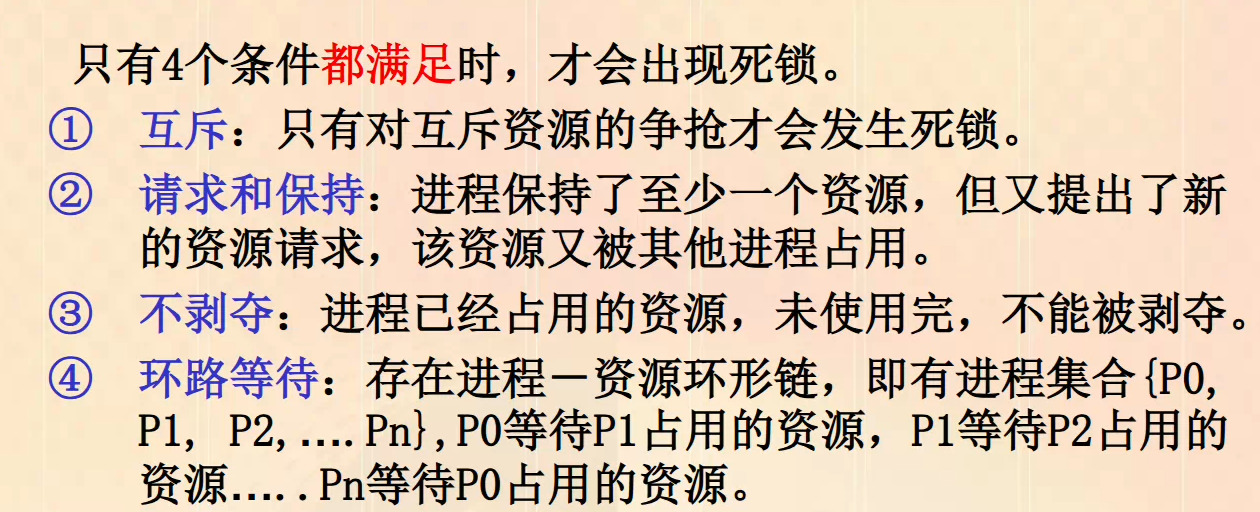 只有4个条件都满足时，才会出现死锁。
① 互斥：只有对互斥资源的争抢才会发生死锁。
② 请求和保持：进程保持了至少一个资源，但又提出了新
的资源请求，该资源又被其他进程占用。
③ 不剥夺：进程已经占用的资源，未使用完，不能被剥夺。
④ 环路等待：存在进程－资源环形链，即有进程集合{P0,
P1, P2,…. Pn},P0等待P1占用的资源，P1等待P2占用的
资源…. .Pn等待P0占用的资源。